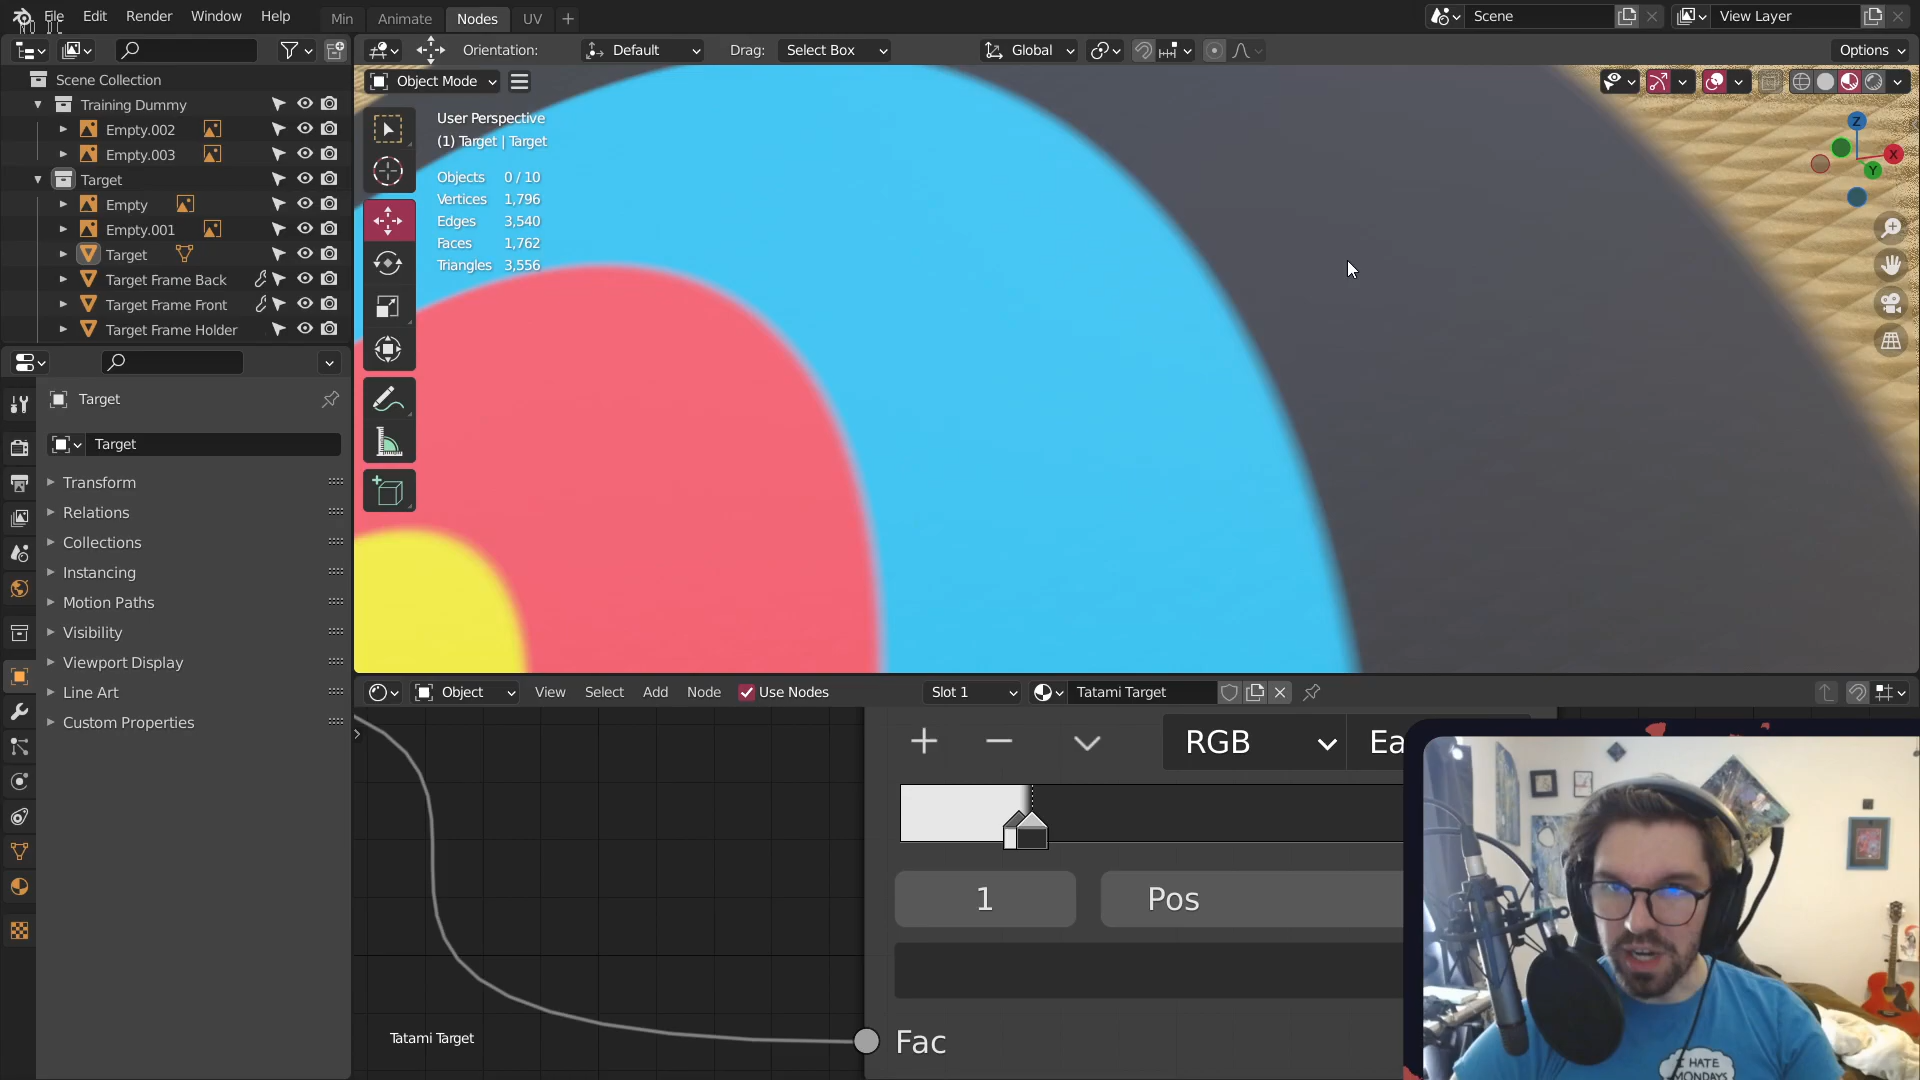 File Edit Render Window Help Min Animate Nodes UV Scene View Layer
Orientation: Default Drag: Select Box Global Options
Object Mode
Scene Collection
Training Dummy
Empty.002
Empty.003
Target
Empty
Empty.001
Target
Target Frame Back
Target Frame Front
Target Frame Holder
User Perspective
(1) Target | Target
Objects 0 / 10
Vertices 1,796
Edges 3,540
Faces 1,762
Triangles 3,556
Z
X
Y
Target
Target
Transform
Relations
Collections
Instancing
Motion Paths
Visibility
Viewport Display
Line Art
Custom Properties
Object View Select Add Node Use Nodes Slot 1 Tatami Target
RGB Ea
1 Pos
Fac
Tatami Target
I HATE
MONDAYS